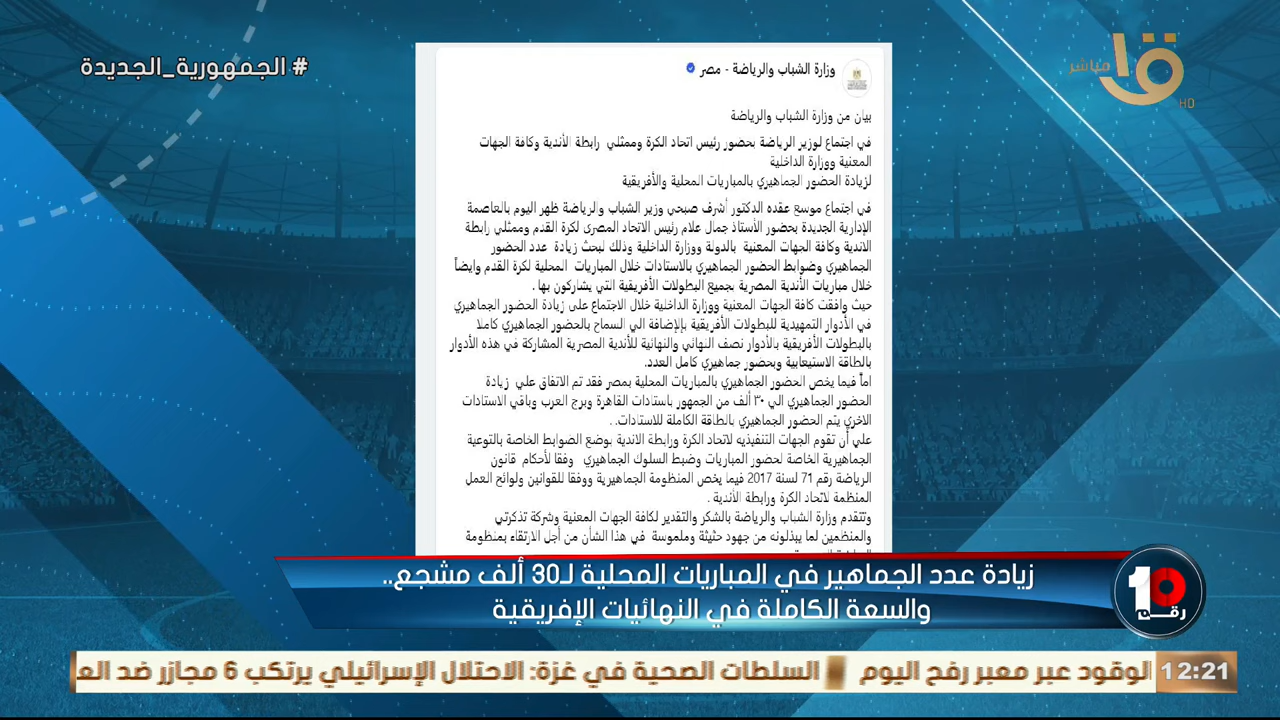 #الجمهورية_الجديدة
مباشر
HD
وزارة الشباب والرياضة - مصر
بيان من وزارة الشباب والرياضة
في اجتماع لوزير الرياضة بحضور رئيس اتحاد الكرة وممثلي رابطة الأندية وكافة الجهات
المعنية ووزارة الداخلية
لزيادة الحضور الجماهيري بالمباريات المحلية والأفريقية
في اجتماع موسع عقده الدكتور أشرف صبحي وزير الشباب والرياضة ظهر اليوم بالعاصمة
الإدارية الجديدة بحضور الأستاذ جمال علام رئيس الاتحاد المصرى لكرة القدم وممثلي رابطة
الاندية وكافة الجهات المعنية بالدولة ووزارة الداخلية وذلك لبحث زيادة عدد الحضور
الجماهيري وضوابط الحضور الجماهيري بالاستادات خلال المباريات المحلية لكرة القدم وايضاً
خلال مباريات الأندية المصرية بجميع البطولات الأفريقية التي يشاركون بها .
حيث وافقت كافة الجهات المعنية ووزارة الداخلية خلال الاجتماع على زيادة الحضور الجماهيري
في الأدوار التمهيدية للبطولات الأفريقية بالإضافة الي السماح بالحضور الجماهيري كاملا
بالبطولات الأفريقية بالأدوار نصف النهائي والنهائية للأندية المصرية المشاركة في هذه الأدوار
بالطاقة الاستيعابية وبحضور جماهيري كامل العدد.
اماً فيما يخص الحضور الجماهيري بالمباريات المحلية بمصر فقد تم الاتفاق علي زيادة
الحضور الجماهيري الي ٣٠ ألف من الجمهور باستادات القاهرة وبرج العرب وباقي الاستادات
الاخري يتم الحضور الجماهيري بالطاقة الكاملة للاستادات. .
علي أن تقوم الجهات التنفيذيه لاتحاد الكرة ورابطة الاندية بوضع الضوابط الخاصة بالتوعية
الجماهيرية الخاصة لحضور المباريات وضبط السلوك الجماهيري وفقا لأحكام قانون
الرياضة رقم 71 لسنة 2017 فيما يخص المنظومة الجماهيرية ووفقا للقوانين ولوائح العمل
المنظمة لاتحاد الكرة ورابطة الأندية .
وتتقدم وزارة الشباب والرياضة بالشكر والتقدير لكافة الجهات المعنية وشركة تذكرتي
والمنظمين لما يبذلونه من جهود حثيثة وملموسة في هذا الشأن من أجل الارتقاء بمنظومة
زيادة عدد الجماهير في المباريات المحلية لـ30 ألف مشجع..
والسعة الكاملة في النهائيات الإفريقية
رقم 10
12:21
الوقود عبر معبر رفح اليوم السلطات الصحية في غزة: الاحتلال الإسرائيلي يرتكب 6 مجازر ضد